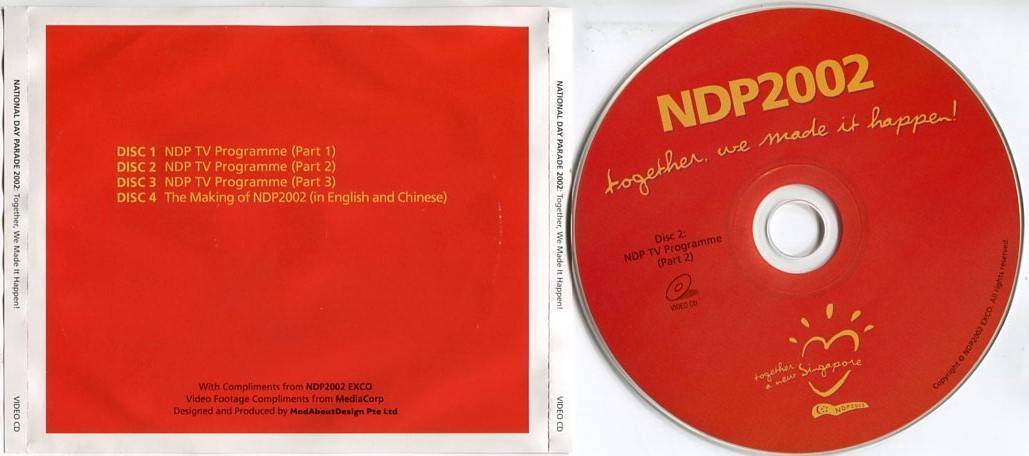 NATIONAL DAY PARADE 2002: Together, We Made It Happen!
VIDEO CD
DISC 1 NDP TV Programme (Part 1)
DISC 2 NDP TV Programme (Part 2)
DISC 3 NDP TV Programme (Part 3)
DISC 4 The Making of NDP2002 (in English and Chinese)
With Compliments from NDP2002 EXCO
Video Footage Compliments from MediaCorp
Designed and Produced by MadAboutDesign Pte Ltd
NATIONAL DAY PARADE 2002: Together, We Made It Happen!
VIDEO CD
NDP2002
together, we made it happen!
Disc 2:
NDP TV Programme
(Part 2)
VIDEO CD
together
a new Singapore
NDP2002
Copyright © NDP2002 EXCO. All rights reserved.